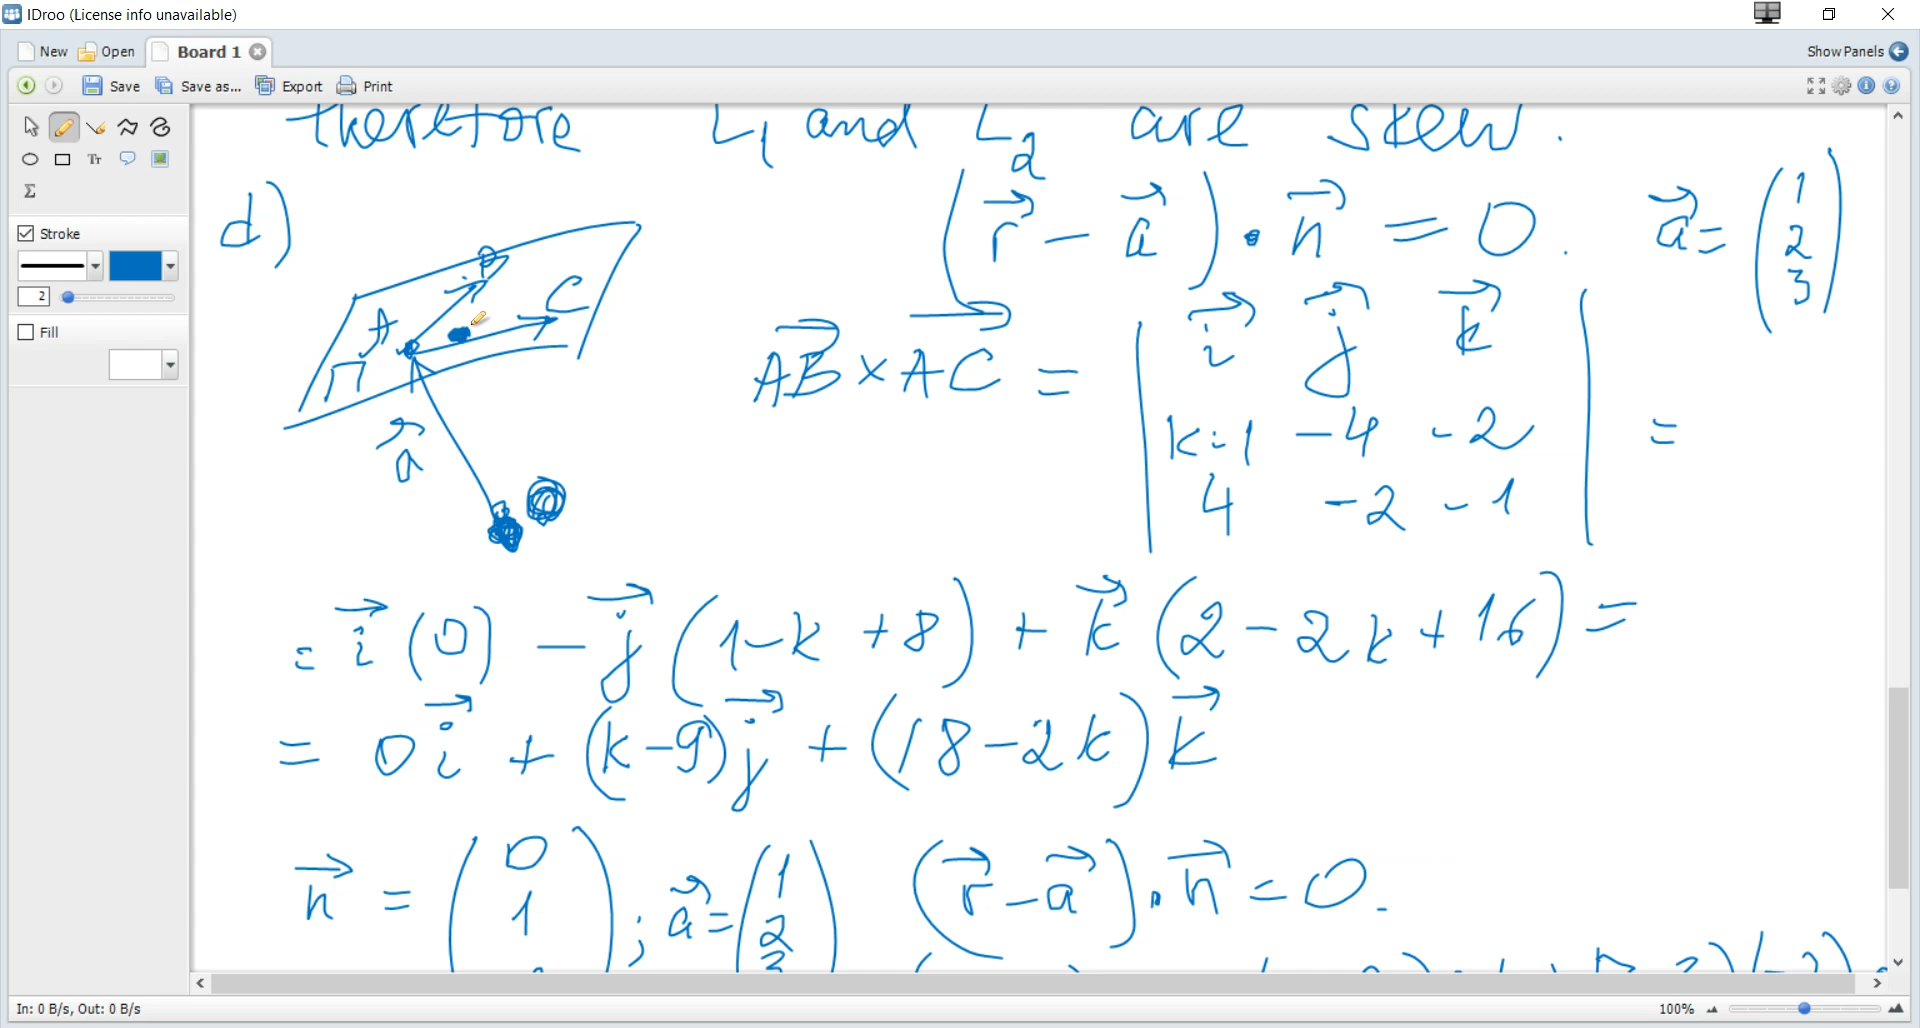 IDroo (License info unavailable)
New Open Board 1 Show Panels
Save Save as... Export Print
Tr
Σ
Stroke
2
Fill
therefore L₁ and L₂ are skew.
d) (r⃗ - a⃗) • n⃗ = 0. a⃗ = (1 2 3)
A B C
Π
a⃗
AB⃗ × AC⃗ = | i⃗ j⃗ k⃗
k-1 -4 -2
4 -2 -1 | =
= i⃗ (0) - j⃗ (1-k+8) + k⃗ (2-2k+16) =
= 0i⃗ + (k-9)j⃗ + (18-2k)k⃗
n⃗ = (0 1 ; a⃗ = (1 2 3 (r⃗ - a⃗) • n⃗ = 0.
In: 0 B/s, Out: 0 B/s 100%